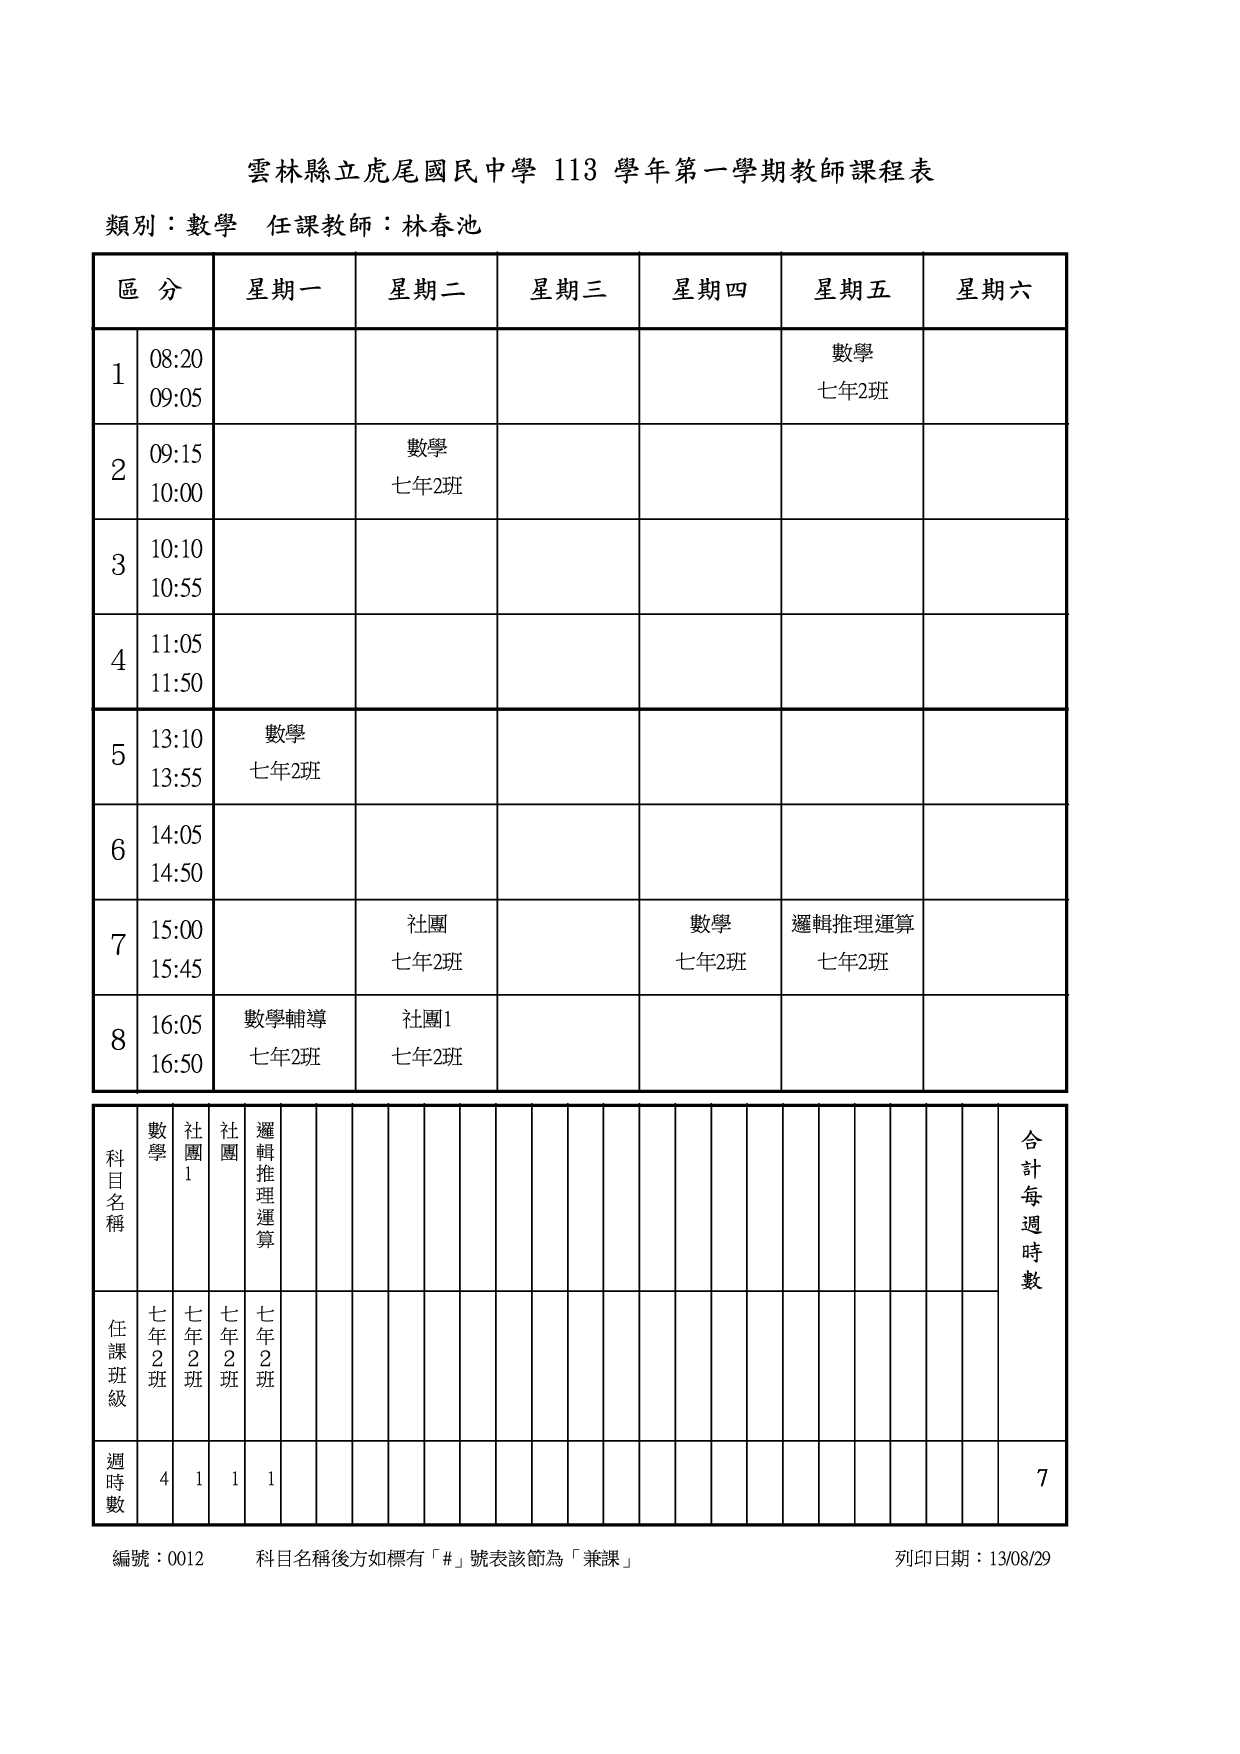 雲林縣立虎尾國民中學 113 學年第一學期教師課程表
類別：數學 任課教師：林春池
區 分 星期一 星期二 星期三 星期四 星期五 星期六
1 08:20 09:05 數學 七年2班
2 09:15 10:00 數學 七年2班
3 10:10 10:55
4 11:05 11:50
5 13:10 13:55 數學 七年2班
6 14:05 14:50
7 15:00 15:45 社團 七年2班 數學 七年2班 邏輯推理運算 七年2班
8 16:05 16:50 數學輔導 七年2班 社團1 七年2班
科目名稱 數學 社團1 社團 邏輯推理運算 合計每週時數
任課班級 七年2班 七年2班 七年2班 七年2班
週時數 4 1 1 1 7
編號：0012 科目名稱後方如標有「#」號表該節為「兼課」 列印日期：13/08/29